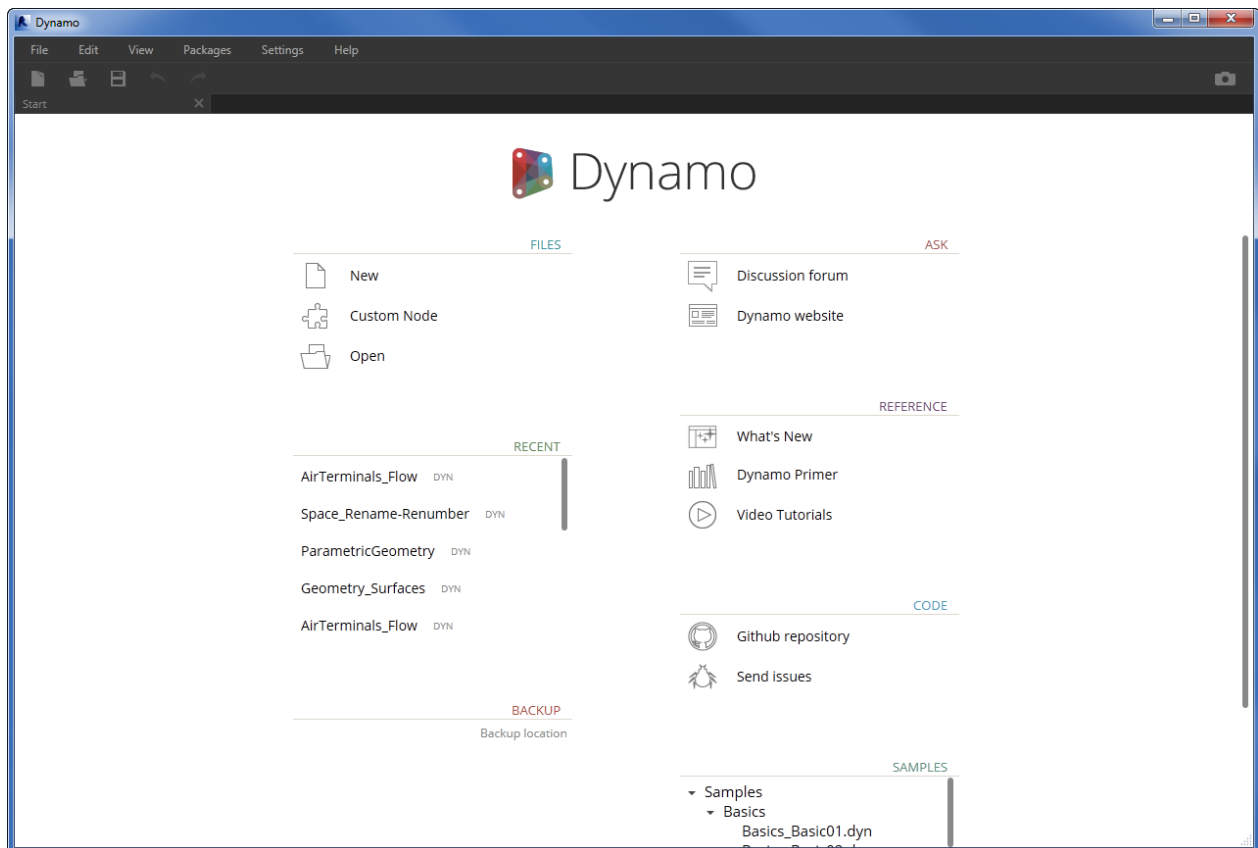 Dynamo
File Edit View Packages Settings Help
Start
Dynamo
FILES
New
Custom Node
Open
RECENT
AirTerminals_Flow DYN
Space_Rename-Renumber DYN
ParametricGeometry DYN
Geometry_Surfaces DYN
AirTerminals_Flow DYN
BACKUP
Backup location
ASK
Discussion forum
Dynamo website
REFERENCE
What's New
Dynamo Primer
Video Tutorials
CODE
Github repository
Send issues
SAMPLES
Samples
Basics
Basics_Basic01.dyn